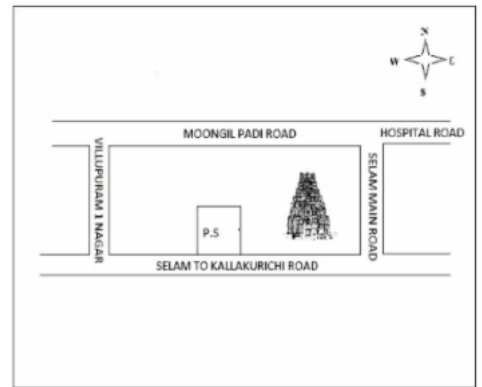 N
W E
S
MOONGIL PADI ROAD
HOSPITAL ROAD
VILLUPURAM 1 NAGAR
SELAM MAIN ROAD
P.S
SELAM TO KALLAKURICHI ROAD